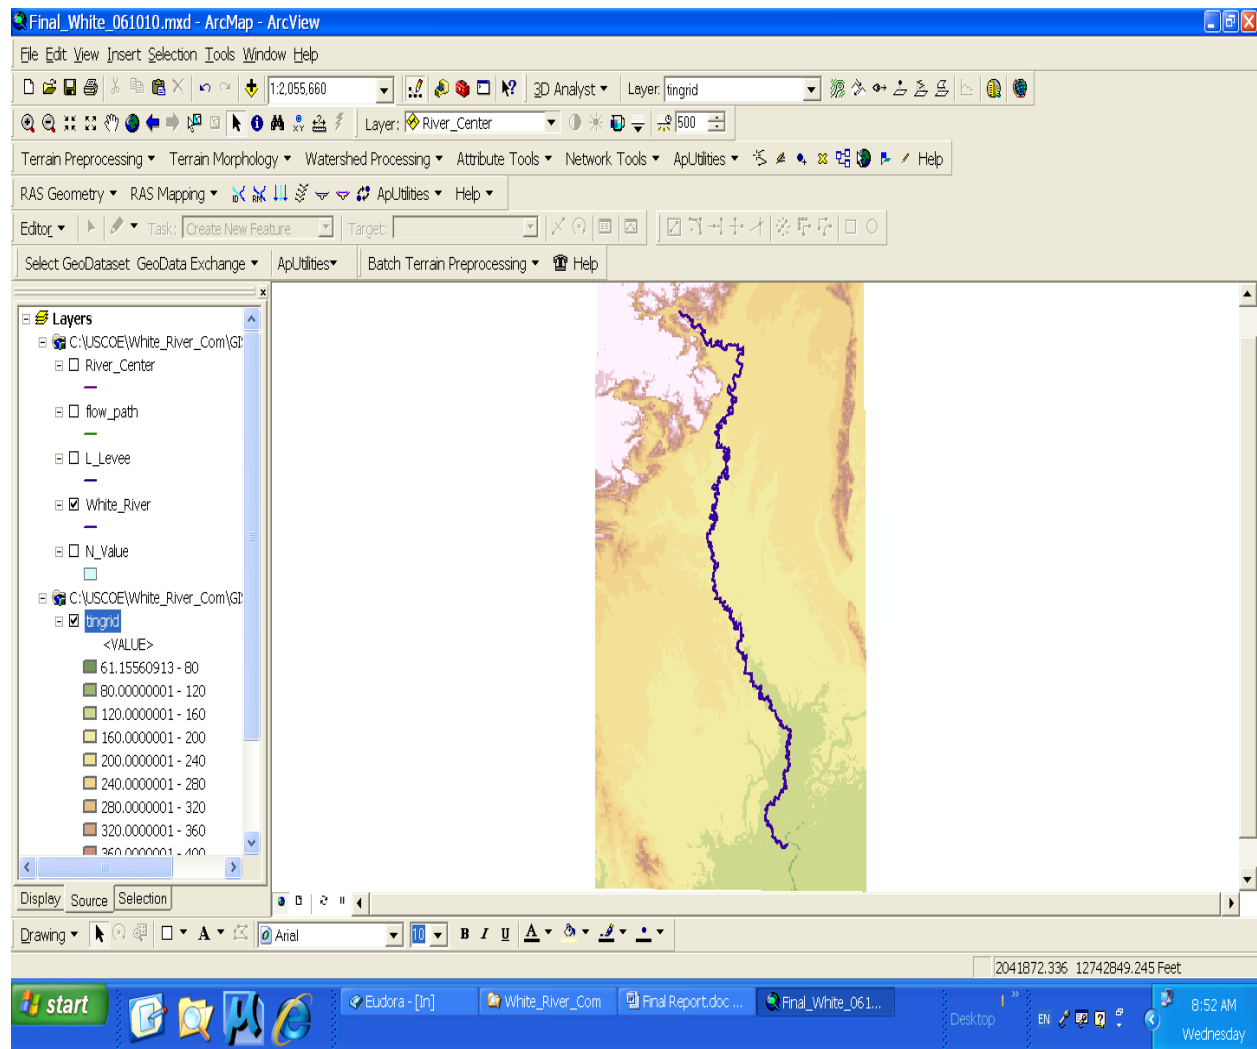 Final_White_061010.mxd - ArcMap - ArcView
File Edit View Insert Selection Tools Window Help
1:2,055,660 3D Analyst Layer: tingrid
Layer: River_Center 500
Terrain Preprocessing Terrain Morphology Watershed Processing Attribute Tools Network Tools ApUtilities Help
RAS Geometry RAS Mapping ID RM ApUtilities Help
Editor Task: Create New Feature Target:
Select GeoDataset GeoData Exchange ApUtilities Batch Terrain Preprocessing Help
Layers
C:\USCOE\White_River_Com\GI
River_Center
flow_path
L_Levee
White_River
N_Value
C:\USCOE\White_River_Com\GI
tingrid
<VALUE>
61.15560913 - 80
80.00000001 - 120
120.0000001 - 160
160.0000001 - 200
200.0000001 - 240
240.0000001 - 280
280.0000001 - 320
320.0000001 - 360
360.0000001 - 400
Display Source Selection
Drawing A Arial 10 B I U A
2041872.336 12742849.245 Feet
start Eudora - [In] White_River_Com Final Report.doc ... Final_White_061... Desktop » EN 8:52 AM
Wednesday